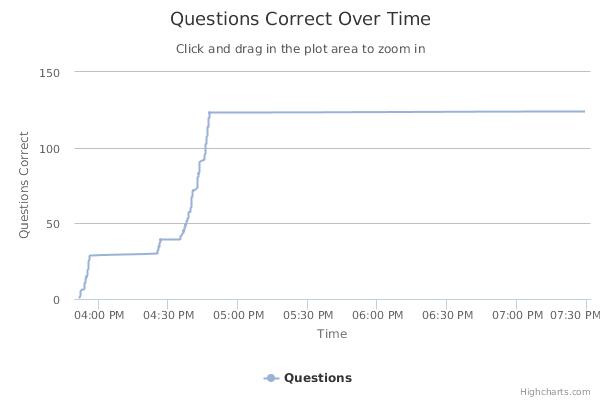 Questions Correct Over Time
Click and drag in the plot area to zoom in
150
100
50
0
Questions Correct
04:00 PM 04:30 PM 05:00 PM 05:30 PM 06:00 PM 06:30 PM 07:00 PM 07:30 PM
Time
Questions
Highcharts.com